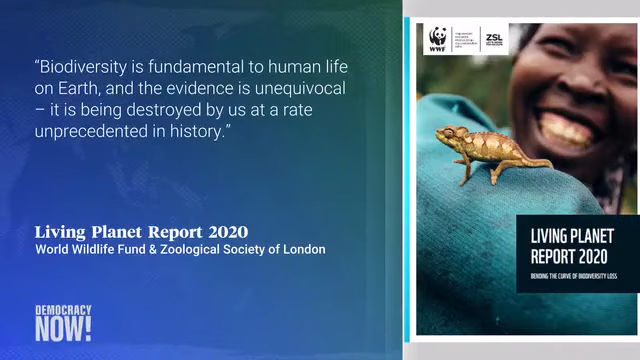 “Biodiversity is fundamental to human life
on Earth, and the evidence is unequivocal
– it is being destroyed by us at a rate
unprecedented in history.”
Living Planet Report 2020
World Wildlife Fund & Zoological Society of London
DEMOCRACY
NOW!
WWF
ZSL
LIVING PLANET
REPORT 2020
BENDING THE CURVE OF BIODIVERSITY LOSS